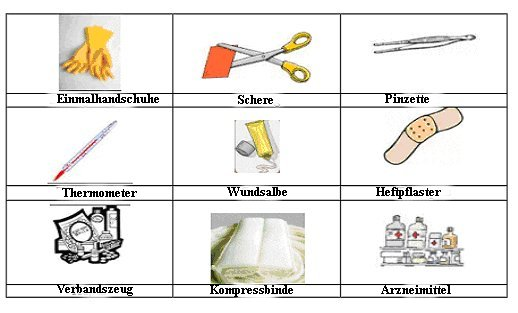 Einmalhandschuhe
Schere
Pinzette
Thermometer
Wundsalbe
Heftpflaster
Verbandszeug
Kompressbinde
Arzneimittel